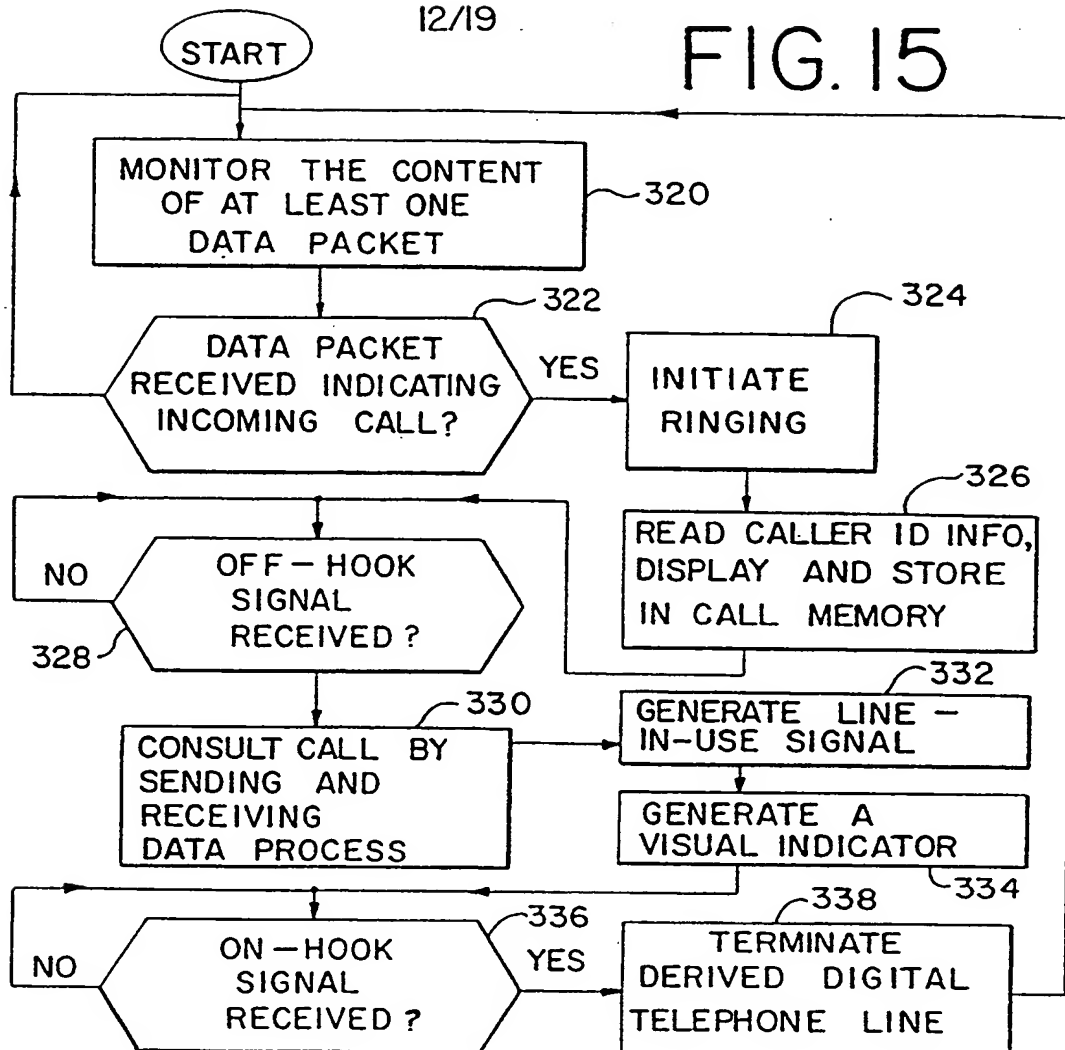 12/19
FIG. 15
START
MONITOR THE CONTENT
OF AT LEAST ONE
DATA PACKET
320
322
324
DATA PACKET
RECEIVED INDICATING
INCOMING CALL?
YES
INITIATE
RINGING
326
READ CALLER ID INFO,
DISPLAY AND STORE
IN CALL MEMORY
NO
OFF-HOOK
SIGNAL
RECEIVED?
328
330
332
CONSULT CALL BY
SENDING AND
RECEIVING
DATA PROCESS
GENERATE LINE-
IN-USE SIGNAL
GENERATE A
VISUAL INDICATOR
334
336
338
NO
ON-HOOK
SIGNAL
RECEIVED?
YES
TERMINATE
DERIVED DIGITAL
TELEPHONE LINE